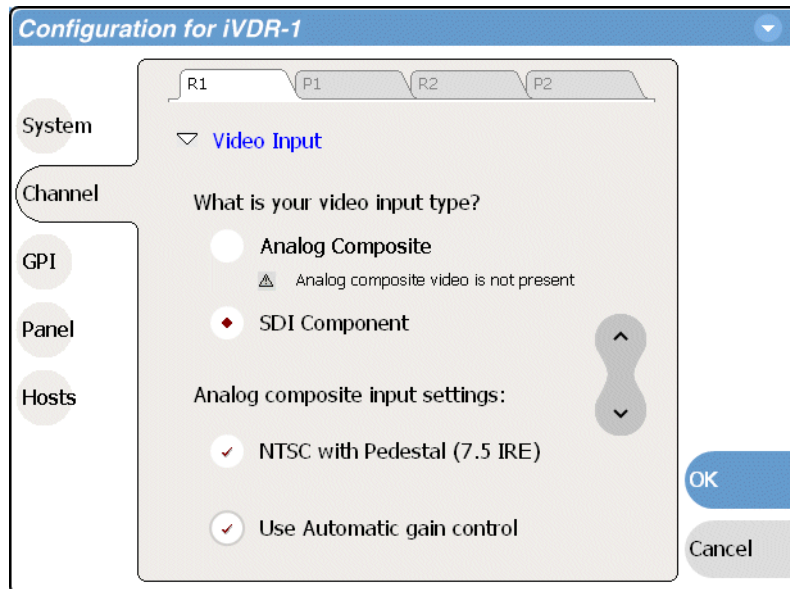 Configuration for iVDR-1
R1 P1 R2 P2
System
Channel
GPI
Panel
Hosts
Video Input
What is your video input type?
Analog Composite
Analog composite video is not present
SDI Component
Analog composite input settings:
NTSC with Pedestal (7.5 IRE)
Use Automatic gain control
OK
Cancel